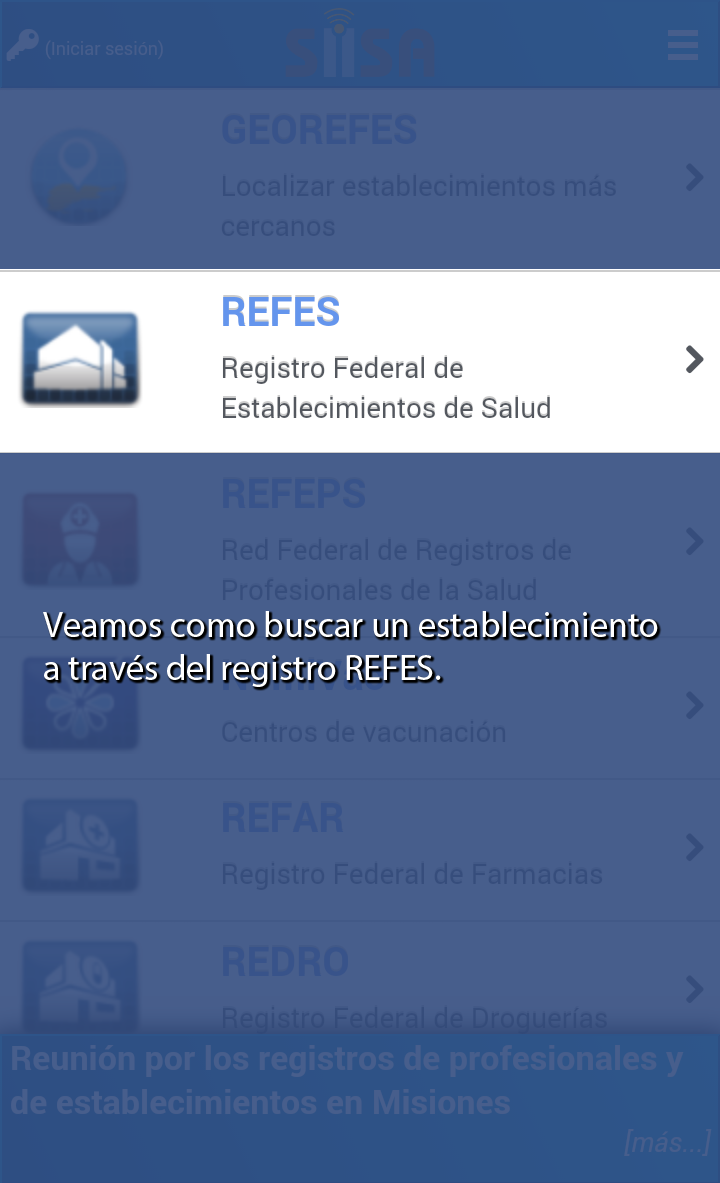 (Iniciar sesión)
SIISA
GEOREFES
Localizar establecimientos más
cercanos
REFES
Registro Federal de
Establecimientos de Salud
REFEPS
Red Federal de Registros de
Profesionales de la Salud
Veamos como buscar un establecimiento
a través del registro REFES.
Centros de vacunación
REFAR
Registro Federal de Farmacias
REDRO
Registro Federal de Droguerías
Reunión por los registros de profesionales y
de establecimientos en Misiones
[más...]